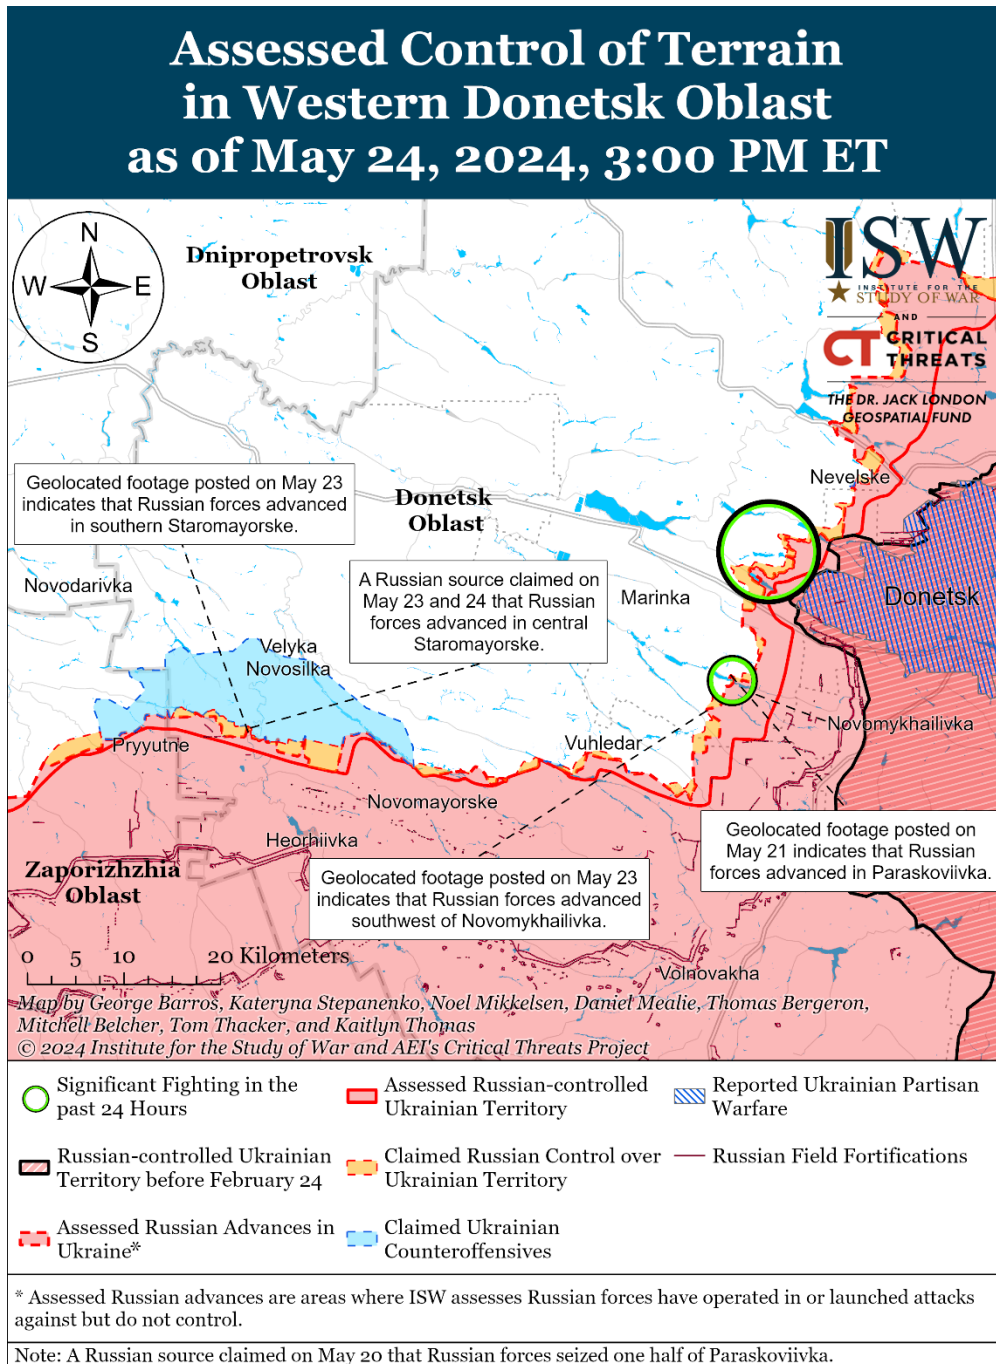 Assessed Control of Terrain
in Western Donetsk Oblast
as of May 24, 2024, 3:00 PM ET
N
W
E
S
Dnipropetrovsk
Oblast
ISW
INSTITUTE FOR THE
STUDY OF WAR
AND
CT CRITICAL
THREATS
THE DR. JACK LONDON
GEOSPATIAL FUND
Geolocated footage posted on May 23
indicates that Russian forces advanced
in southern Staromayorske.
Donetsk
Oblast
Nevelske
Novodarivka
A Russian source claimed on
May 23 and 24 that Russian
forces advanced in central
Staromayorske.
Marinka
Donetsk
Velyka
Novosilka
Novomykhailivka
Pryyutne
Vuhledar
Novomayorske
Heorhiivka
Zaporizhzhia
Oblast
Geolocated footage posted on May 23
indicates that Russian forces advanced
southwest of Novomykhailivka.
Geolocated footage posted on
May 21 indicates that Russian
forces advanced in Paraskoviivka.
0 5 10 20 Kilometers
Volnovakha
Map by George Barros, Kateryna Stepanenko, Noel Mikkelsen, Daniel Mealie, Thomas Bergeron,
Mitchell Belcher, Tom Thacker, and Kaitlyn Thomas
© 2024 Institute for the Study of War and AEI's Critical Threats Project
Significant Fighting in the
past 24 Hours
Assessed Russian-controlled
Ukrainian Territory
Reported Ukrainian Partisan
Warfare
Russian-controlled Ukrainian
Territory before February 24
Claimed Russian Control over
Ukrainian Territory
Russian Field Fortifications
Assessed Russian Advances in
Ukraine*
Claimed Ukrainian
Counteroffensives
* Assessed Russian advances are areas where ISW assesses Russian forces have operated in or launched attacks
against but do not control.
Note: A Russian source claimed on May 20 that Russian forces seized one half of Paraskoviivka.